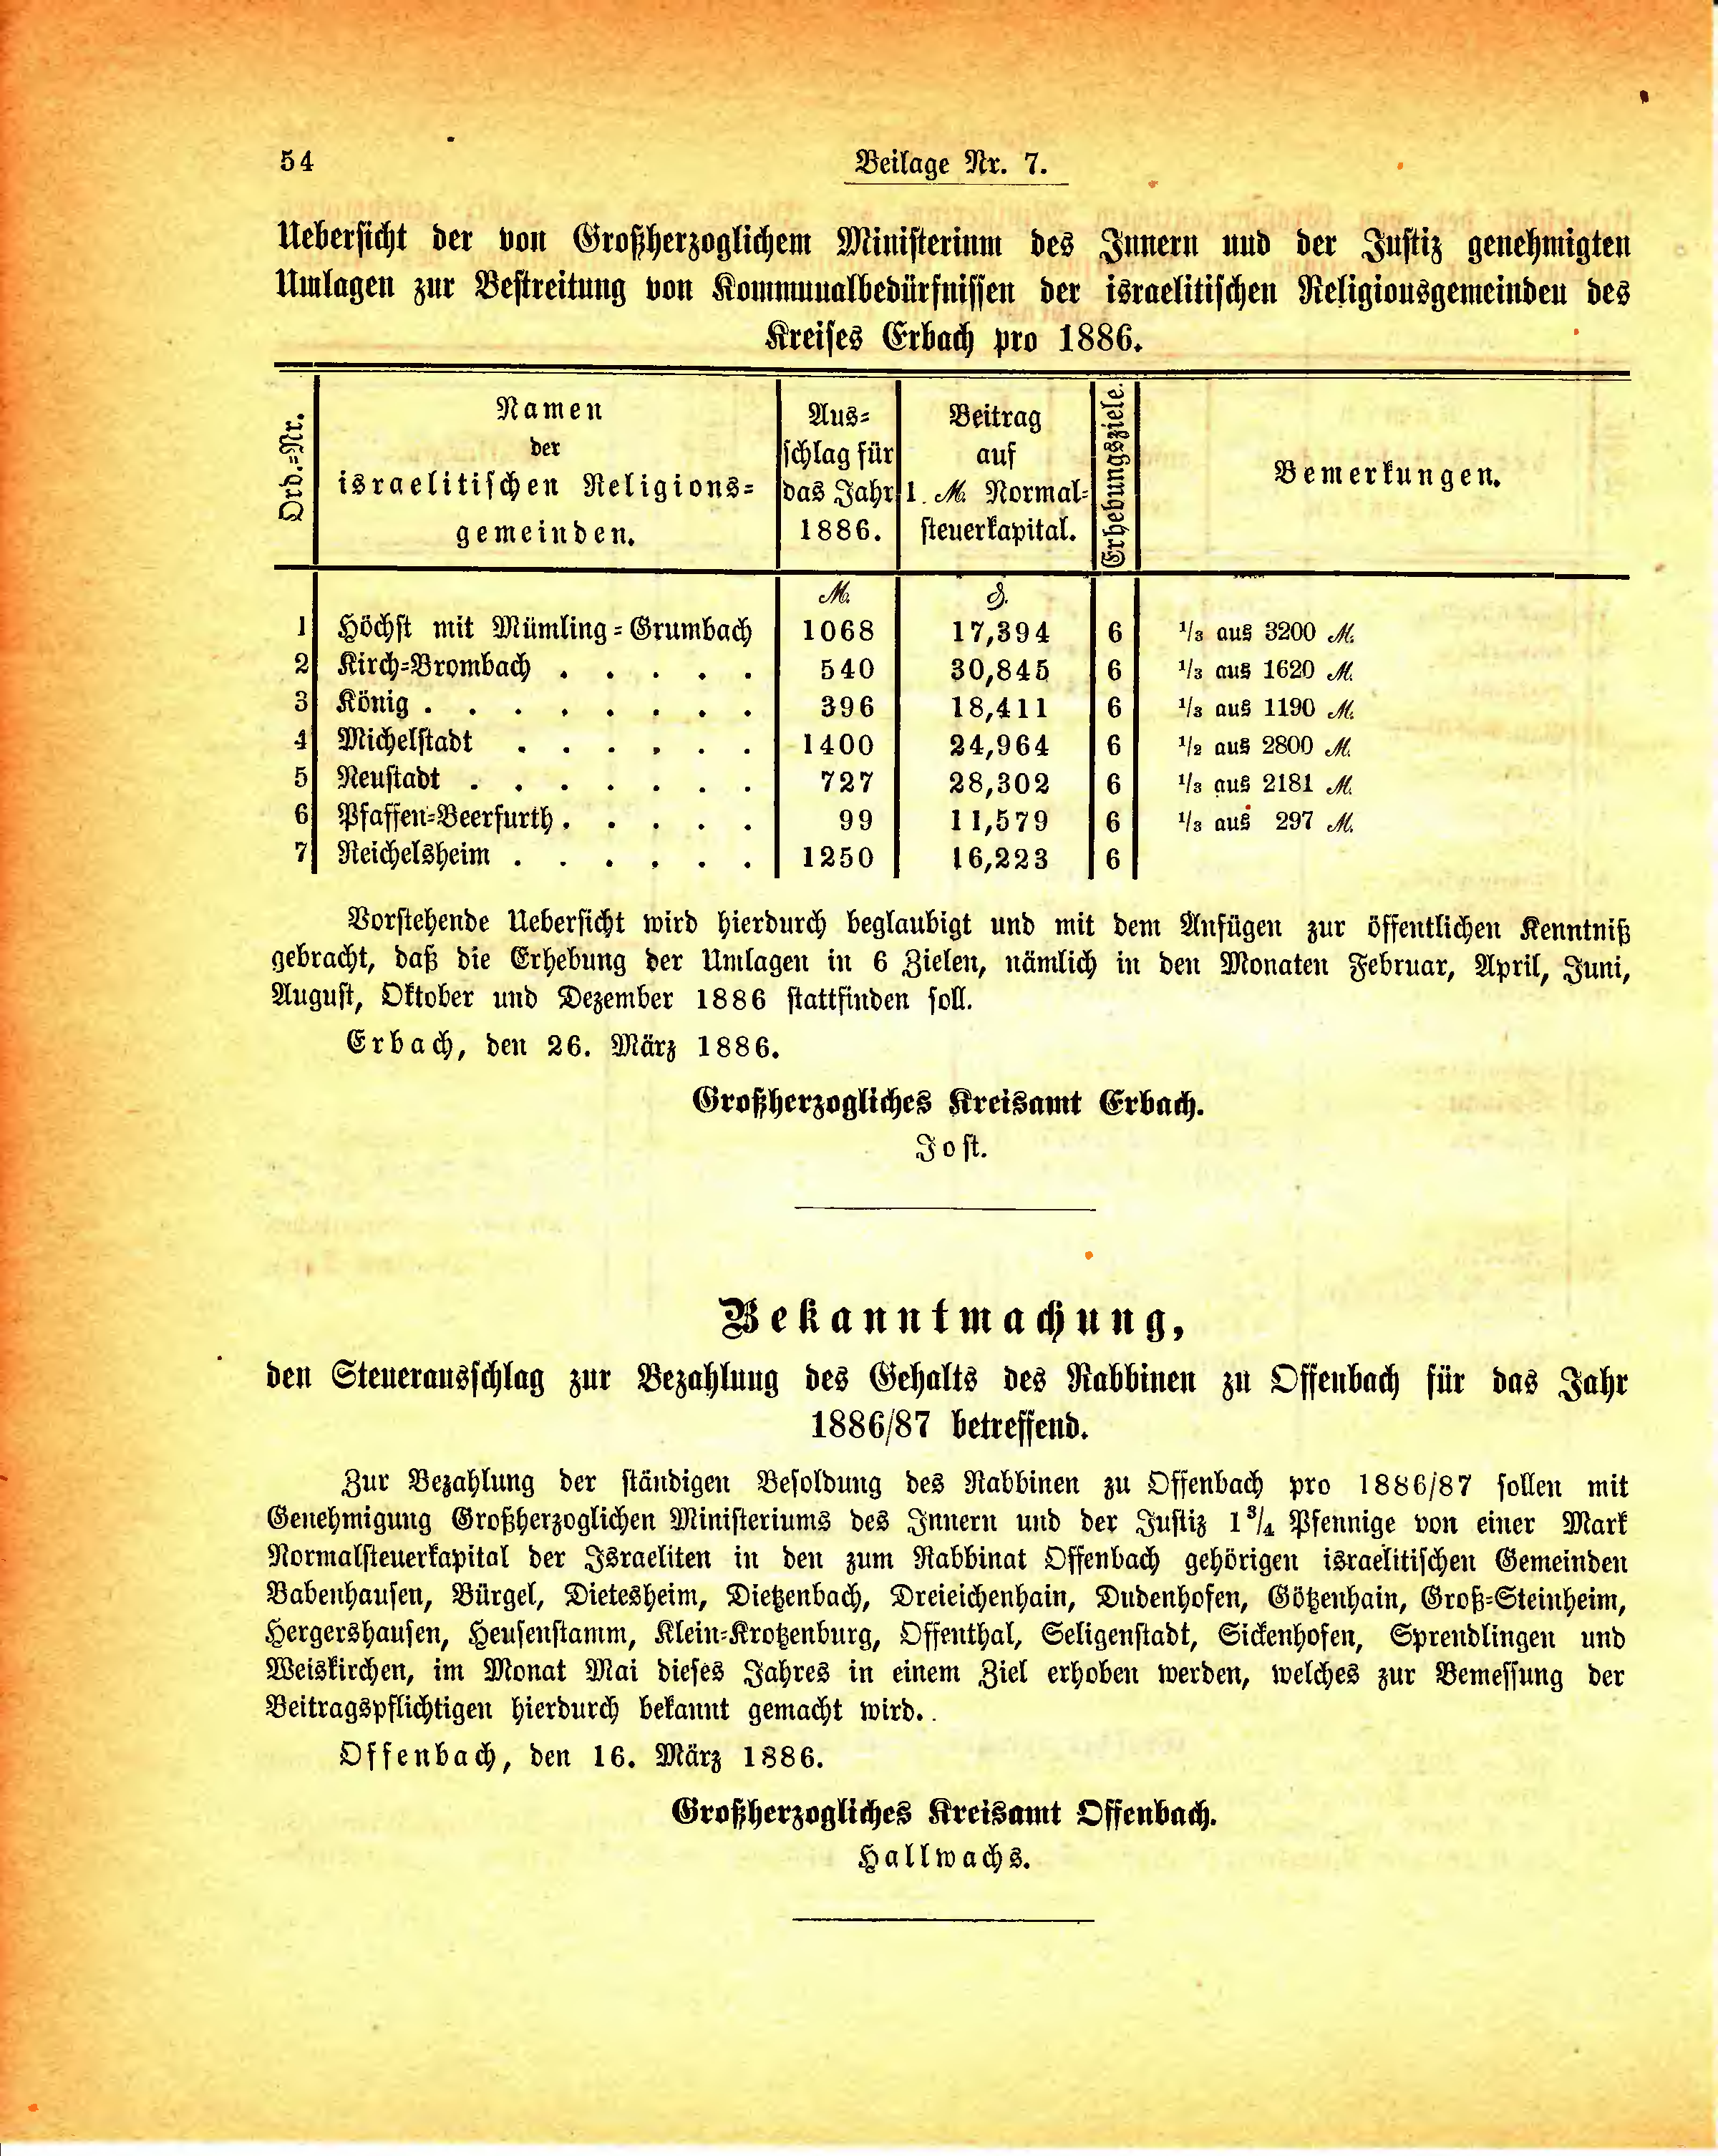 54
Beilage Nr. 7.
Uebersicht der von Großherzoglichem Ministerium des Innern und der Justiz genehmigten
Umlagen zur Bestreitung von Kommunalbedürfnissen der israelitischen Religionsgemeinden des
Kreises Erbach pro 1886.
Ord.-Nr.
Namen
der
israelitischen Religions-
gemeinden.
Aus-
schlag für
das Jahr
1886.
Beitrag
auf
1 M. Normal-
steuerkapital.
Erhebungsziele.
Bemerkungen.
M. ₰.
1 Höchst mit Mümling-Grumbach 1068 17,394 6 1/3 aus 3200 M.
2 Kirch-Brombach . . . . . 540 30,845 6 1/3 aus 1620 M.
3 König . . . . . . . . 396 18,411 6 1/3 aus 1190 M.
4 Michelstadt . . . . . . 1400 24,964 6 1/2 aus 2800 M.
5 Neustadt . . . . . . . 727 28,302 6 1/3 aus 2181 M.
6 Pfaffen-Beerfurth . . . . . 99 11,579 6 1/3 aus 297 M.
7 Reichelsheim . . . . . . 1250 16,223 6
Vorstehende Uebersicht wird hierdurch beglaubigt und mit dem Anfügen zur öffentlichen Kenntniß
gebracht, daß die Erhebung der Umlagen in 6 Zielen, nämlich in den Monaten Februar, April, Juni,
August, Oktober und Dezember 1886 stattfinden soll.
Erbach, den 26. März 1886.
Großherzogliches Kreisamt Erbach.
Jost.
Bekanntmachung,
den Steuerausschlag zur Bezahlung des Gehalts des Rabbinen zu Offenbach für das Jahr
1886/87 betreffend.
Zur Bezahlung der ständigen Besoldung des Rabbinen zu Offenbach pro 1886/87 sollen mit
Genehmigung Großherzoglichen Ministeriums des Innern und der Justiz 1 3/4 Pfennige von einer Mark
Normalsteuerkapital der Israeliten in den zum Rabbinat Offenbach gehörigen israelitischen Gemeinden
Babenhausen, Bürgel, Dietesheim, Dietzenbach, Dreieichenhain, Dudenhofen, Götzenhain, Groß-Steinheim,
Hergershausen, Heusenstamm, Klein-Krotzenburg, Offenthal, Seligenstadt, Sickenhofen, Sprendlingen und
Weiskirchen, im Monat Mai dieses Jahres in einem Ziel erhoben werden, welches zur Bemessung der
Beitragspflichtigen hierdurch bekannt gemacht wird.
Offenbach, den 16. März 1886.
Großherzogliches Kreisamt Offenbach.
Hallwachs.